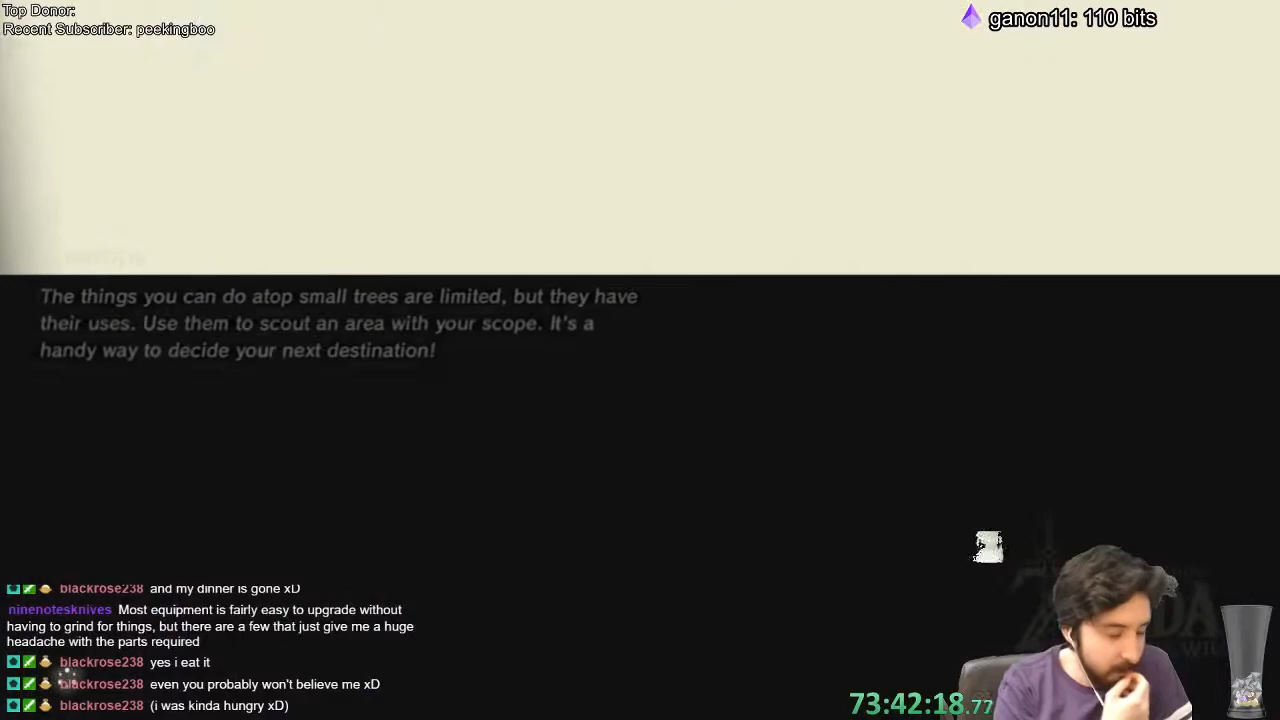 Top Donor:
Recent Subscriber: peekingboo
ganon11: 110 bits
The things you can do atop small trees are limited, but they have
their uses. Use them to scout an area with your scope. It's a
handy way to decide your next destination!
blackrose238 and my dinner is gone xD
ninenotesknives Most equipment is fairly easy to upgrade without
having to grind for things, but there are a few that just give me a huge
headache with the parts required
blackrose238 yes i eat it
blackrose238 even you probably won't believe me xD
blackrose238 (i was kinda hungry xD)
73:42:18.77